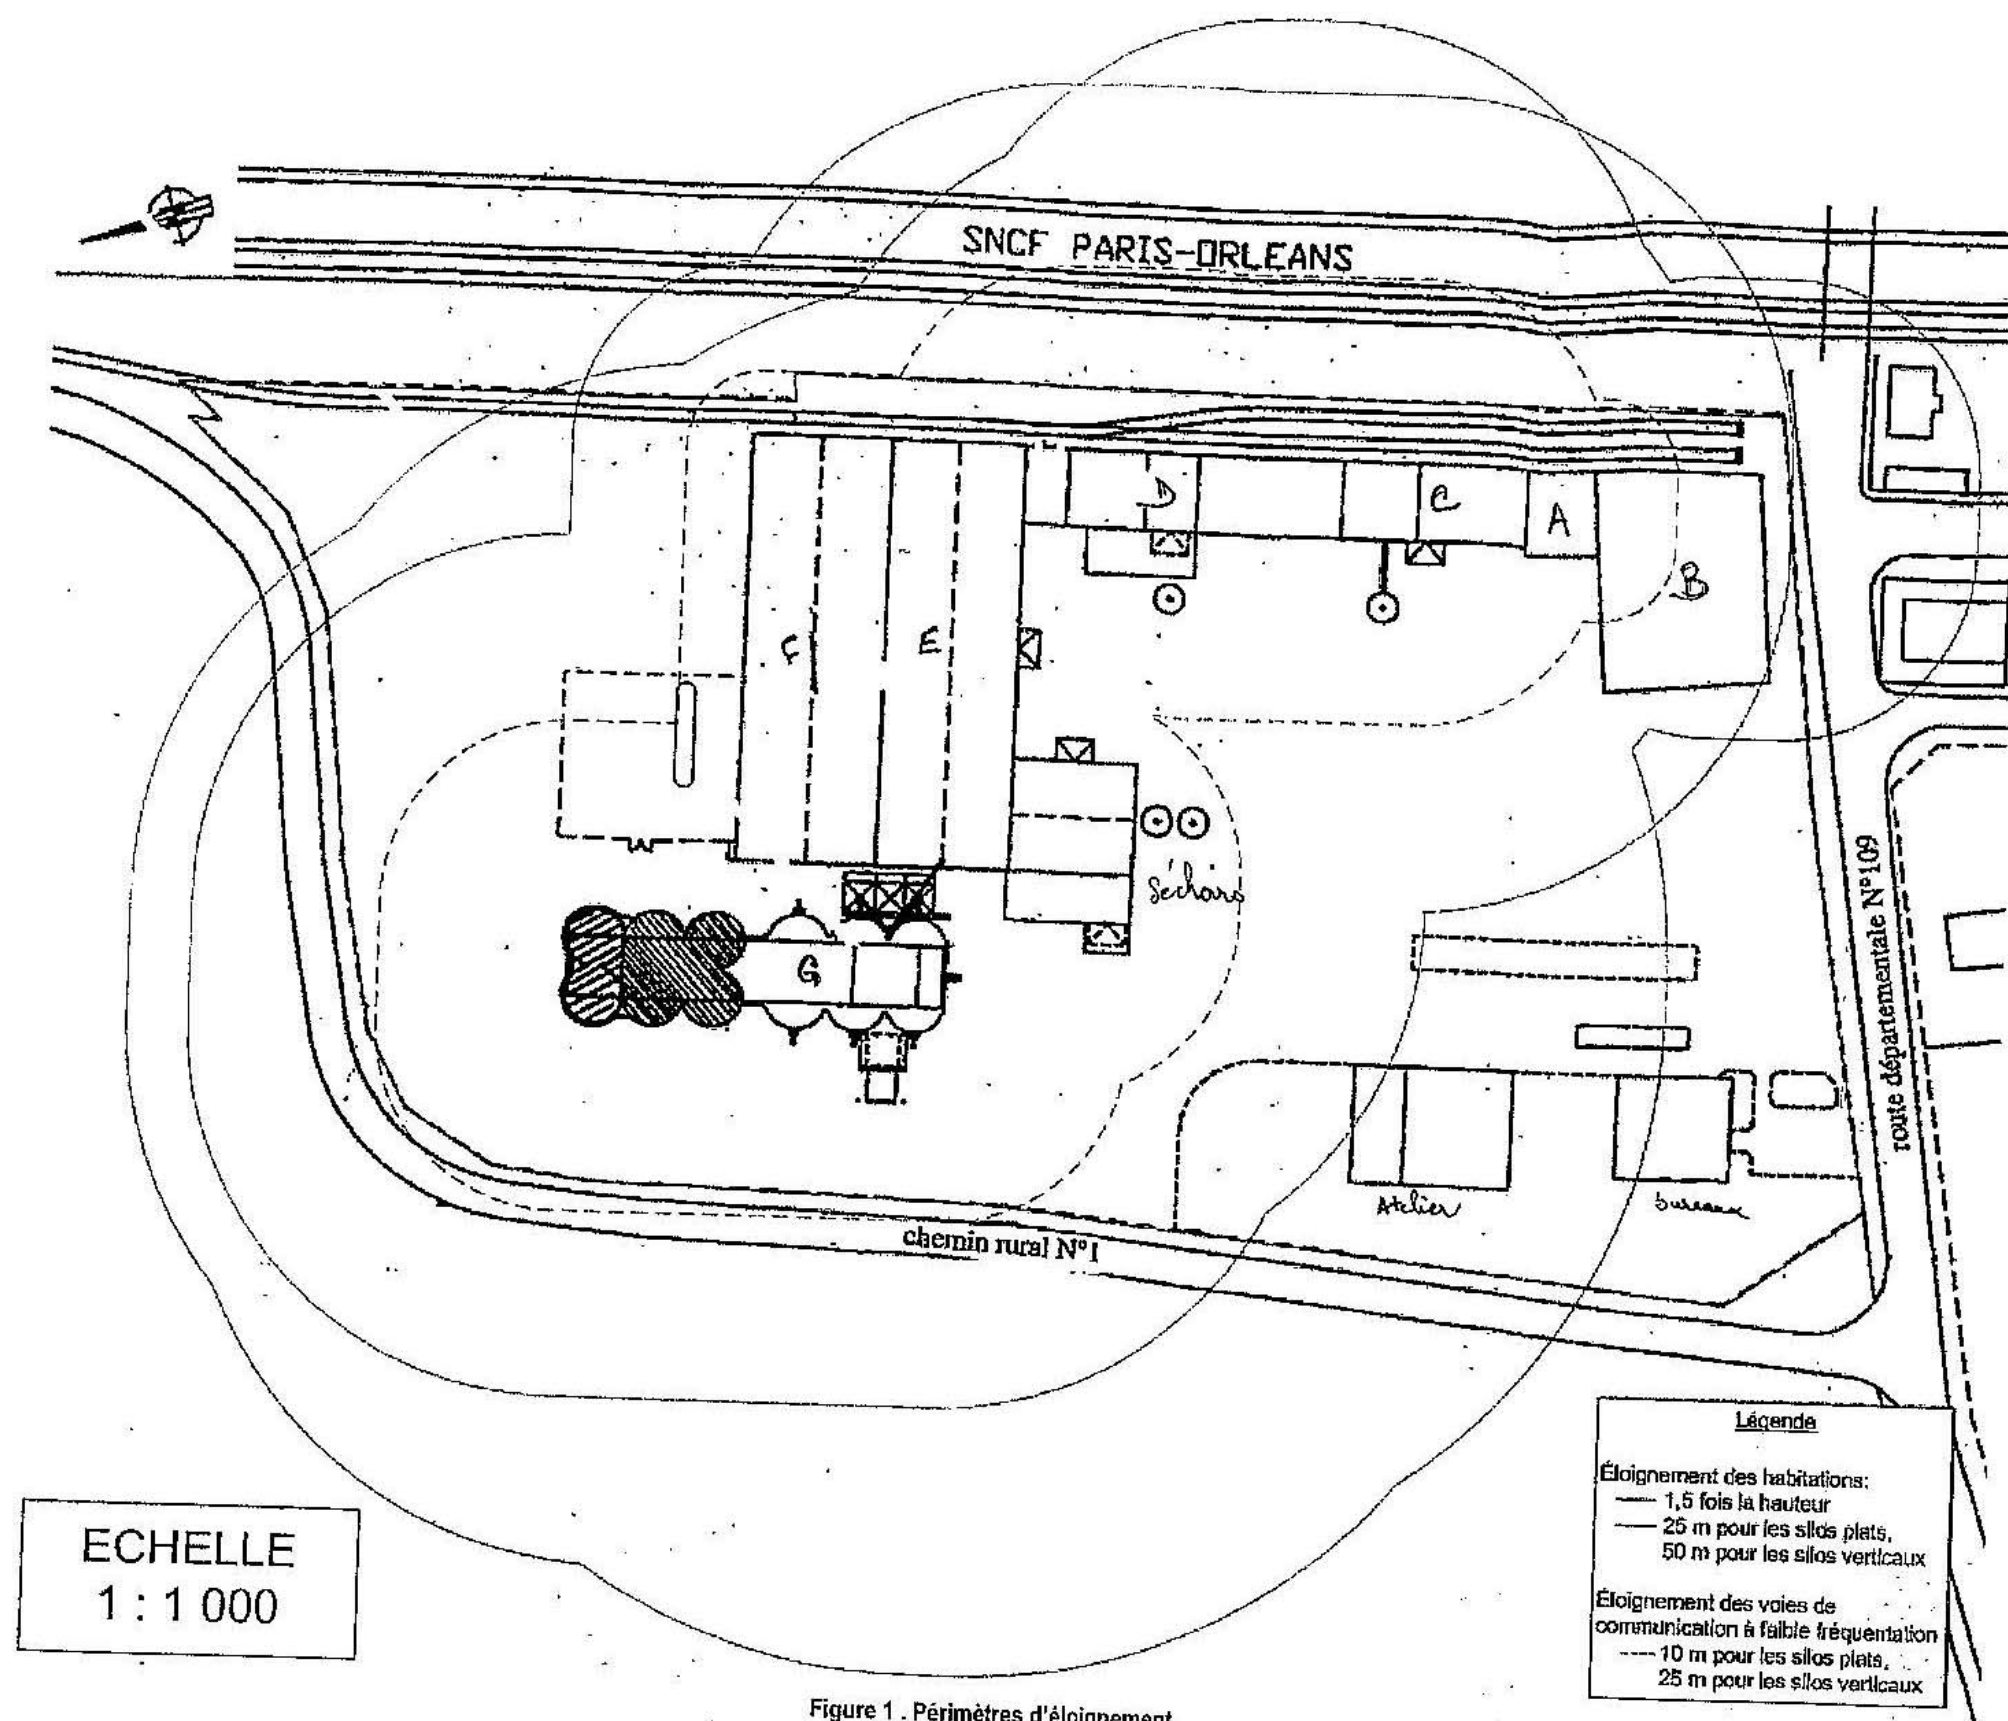 SNCF PARIS-ORLEANS
D
C
A
B
F
E
Séchoirs
G
route départementale N°109
Atelier
bureaux
chemin rural N°1
Légende
Éloignement des habitations:
1,5 fois la hauteur
25 m pour les silos plats,
50 m pour les silos verticaux
Éloignement des voies de
communication à faible fréquentation
10 m pour les silos plats,
25 m pour les silos verticaux
ECHELLE
1 : 1 000
Figure 1 . Périmètres d'éloignement